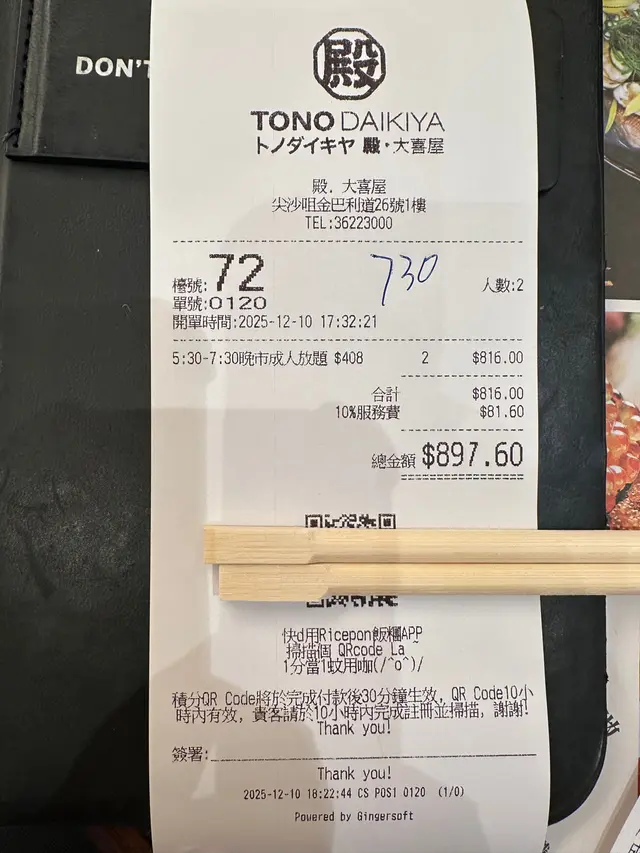 DON'T
殿
TONO DAIKIYA
トノダイキヤ 殿・大喜屋
殿. 大喜屋
尖沙咀金巴利道26號1樓
TEL:36223000
檯號:72
730
人數:2
單號:0120
開單時間:2025-12-10 17:32:21
5:30-7:30晚市成人放題 $408 2 $816.00
合計 $816.00
10%服務費 $81.60
總金額 $897.60
快d用Ricepon飯糰APP
掃描個 QRcode La ~
1分當1蚊用咖(/^o^)/
積分QR Code將於完成付款後30分鐘生效, QR Code10小
時內有效, 貴客請於10小時內完成註冊並掃描, 謝謝!
Thank you!
簽署:
Thank you!
2025-12-10 18:22:44 CS POS1 0120 (1/0)
Powered by Gingersoft